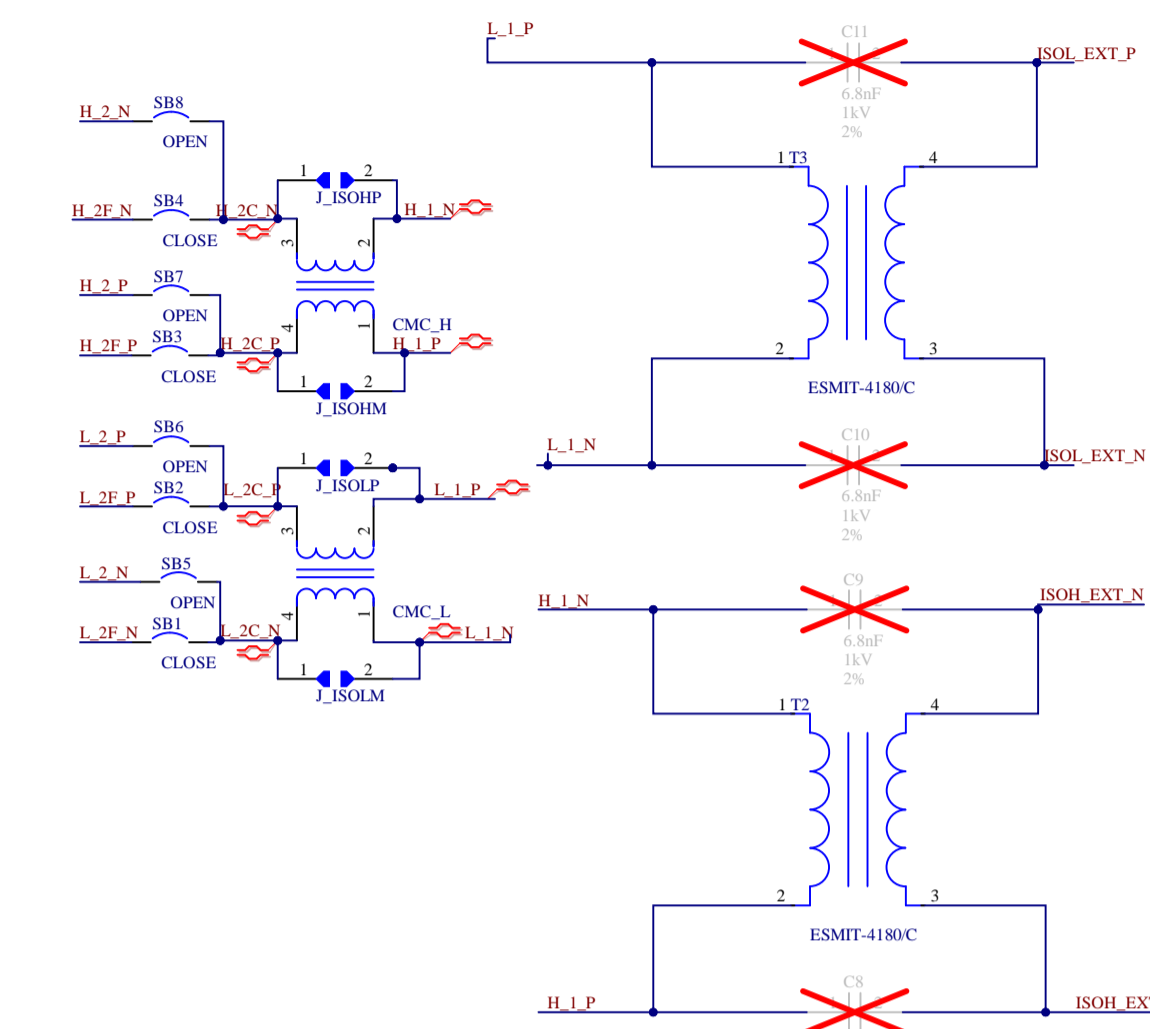 L_1_P
C11
ISOL_EXT_P
6.8nF
1kV
2%
SB8
H_2_N
OPEN
1 T3
4
1 2
J_ISOHP
SB4
H_2F_N
H_2C_N
H_1_N
CLOSE
3
2
SB7
H_2_P
OPEN
4
1
CMC_H
SB3
H_2F_P
H_2C_P
H_1_P
CLOSE
2
3
1 2
J_ISOHM
ESMIT-4180/C
SB6
L_2_P
OPEN
L_1_N
C10
ISOL_EXT_N
6.8nF
1kV
2%
1 2
J_ISOLP
SB2
L_2F_P
L_2C_P
L_1_P
CLOSE
3
2
SB5
L_2_N
OPEN
4
1
CMC_L
SB1
L_2F_N
L_2C_N
L_1_N
CLOSE
1 2
J_ISOLM
H_1_N
C9
ISOH_EXT_N
6.8nF
1kV
2%
1 T2
4
2
3
ESMIT-4180/C
H_1_P
C8
ISOH_EX